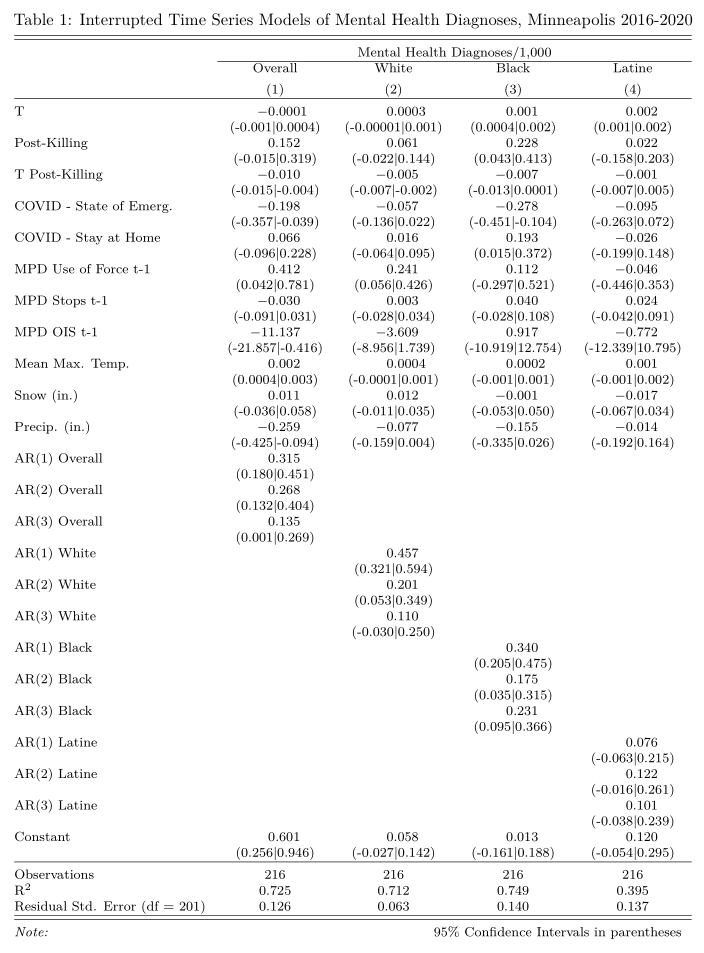 Table 1: Interrupted Time Series Models of Mental Health Diagnoses, Minneapolis 2016-2020
Mental Health Diagnoses/1,000
Overall White Black Latine
(1) (2) (3) (4)
T −0.0001 0.0003 0.001 0.002
(-0.001|0.0004) (-0.00001|0.001) (0.0004|0.002) (0.001|0.002)
Post-Killing 0.152 0.061 0.228 0.022
(-0.015|0.319) (-0.022|0.144) (0.043|0.413) (-0.158|0.203)
T Post-Killing −0.010 −0.005 −0.007 −0.001
(-0.015|-0.004) (-0.007|-0.002) (-0.013|0.0001) (-0.007|0.005)
COVID - State of Emerg. −0.198 −0.057 −0.278 −0.095
(-0.357|-0.039) (-0.136|0.022) (-0.451|-0.104) (-0.263|0.072)
COVID - Stay at Home 0.066 0.016 0.193 −0.026
(-0.096|0.228) (-0.064|0.095) (0.015|0.372) (-0.199|0.148)
MPD Use of Force t-1 0.412 0.241 0.112 −0.046
(0.042|0.781) (0.056|0.426) (-0.297|0.521) (-0.446|0.353)
MPD Stops t-1 −0.030 0.003 0.040 0.024
(-0.091|0.031) (-0.028|0.034) (-0.028|0.108) (-0.042|0.091)
MPD OIS t-1 −11.137 −3.609 0.917 −0.772
(-21.857|-0.416) (-8.956|1.739) (-10.919|12.754) (-12.339|10.795)
Mean Max. Temp. 0.002 0.0004 0.0002 0.001
(0.0004|0.003) (-0.0001|0.001) (-0.001|0.001) (-0.001|0.002)
Snow (in.) 0.011 0.012 −0.001 −0.017
(-0.036|0.058) (-0.011|0.035) (-0.053|0.050) (-0.067|0.034)
Precip. (in.) −0.259 −0.077 −0.155 −0.014
(-0.425|-0.094) (-0.159|0.004) (-0.335|0.026) (-0.192|0.164)
AR(1) Overall 0.315
(0.180|0.451)
AR(2) Overall 0.268
(0.132|0.404)
AR(3) Overall 0.135
(0.001|0.269)
AR(1) White 0.457
(0.321|0.594)
AR(2) White 0.201
(0.053|0.349)
AR(3) White 0.110
(-0.030|0.250)
AR(1) Black 0.340
(0.205|0.475)
AR(2) Black 0.175
(0.035|0.315)
AR(3) Black 0.231
(0.095|0.366)
AR(1) Latine 0.076
(-0.063|0.215)
AR(2) Latine 0.122
(-0.016|0.261)
AR(3) Latine 0.101
(-0.038|0.239)
Constant 0.601 0.058 0.013 0.120
(0.256|0.946) (-0.027|0.142) (-0.161|0.188) (-0.054|0.295)
Observations 216 216 216 216
R² 0.725 0.712 0.749 0.395
Residual Std. Error (df = 201) 0.126 0.063 0.140 0.137
Note: 95% Confidence Intervals in parentheses